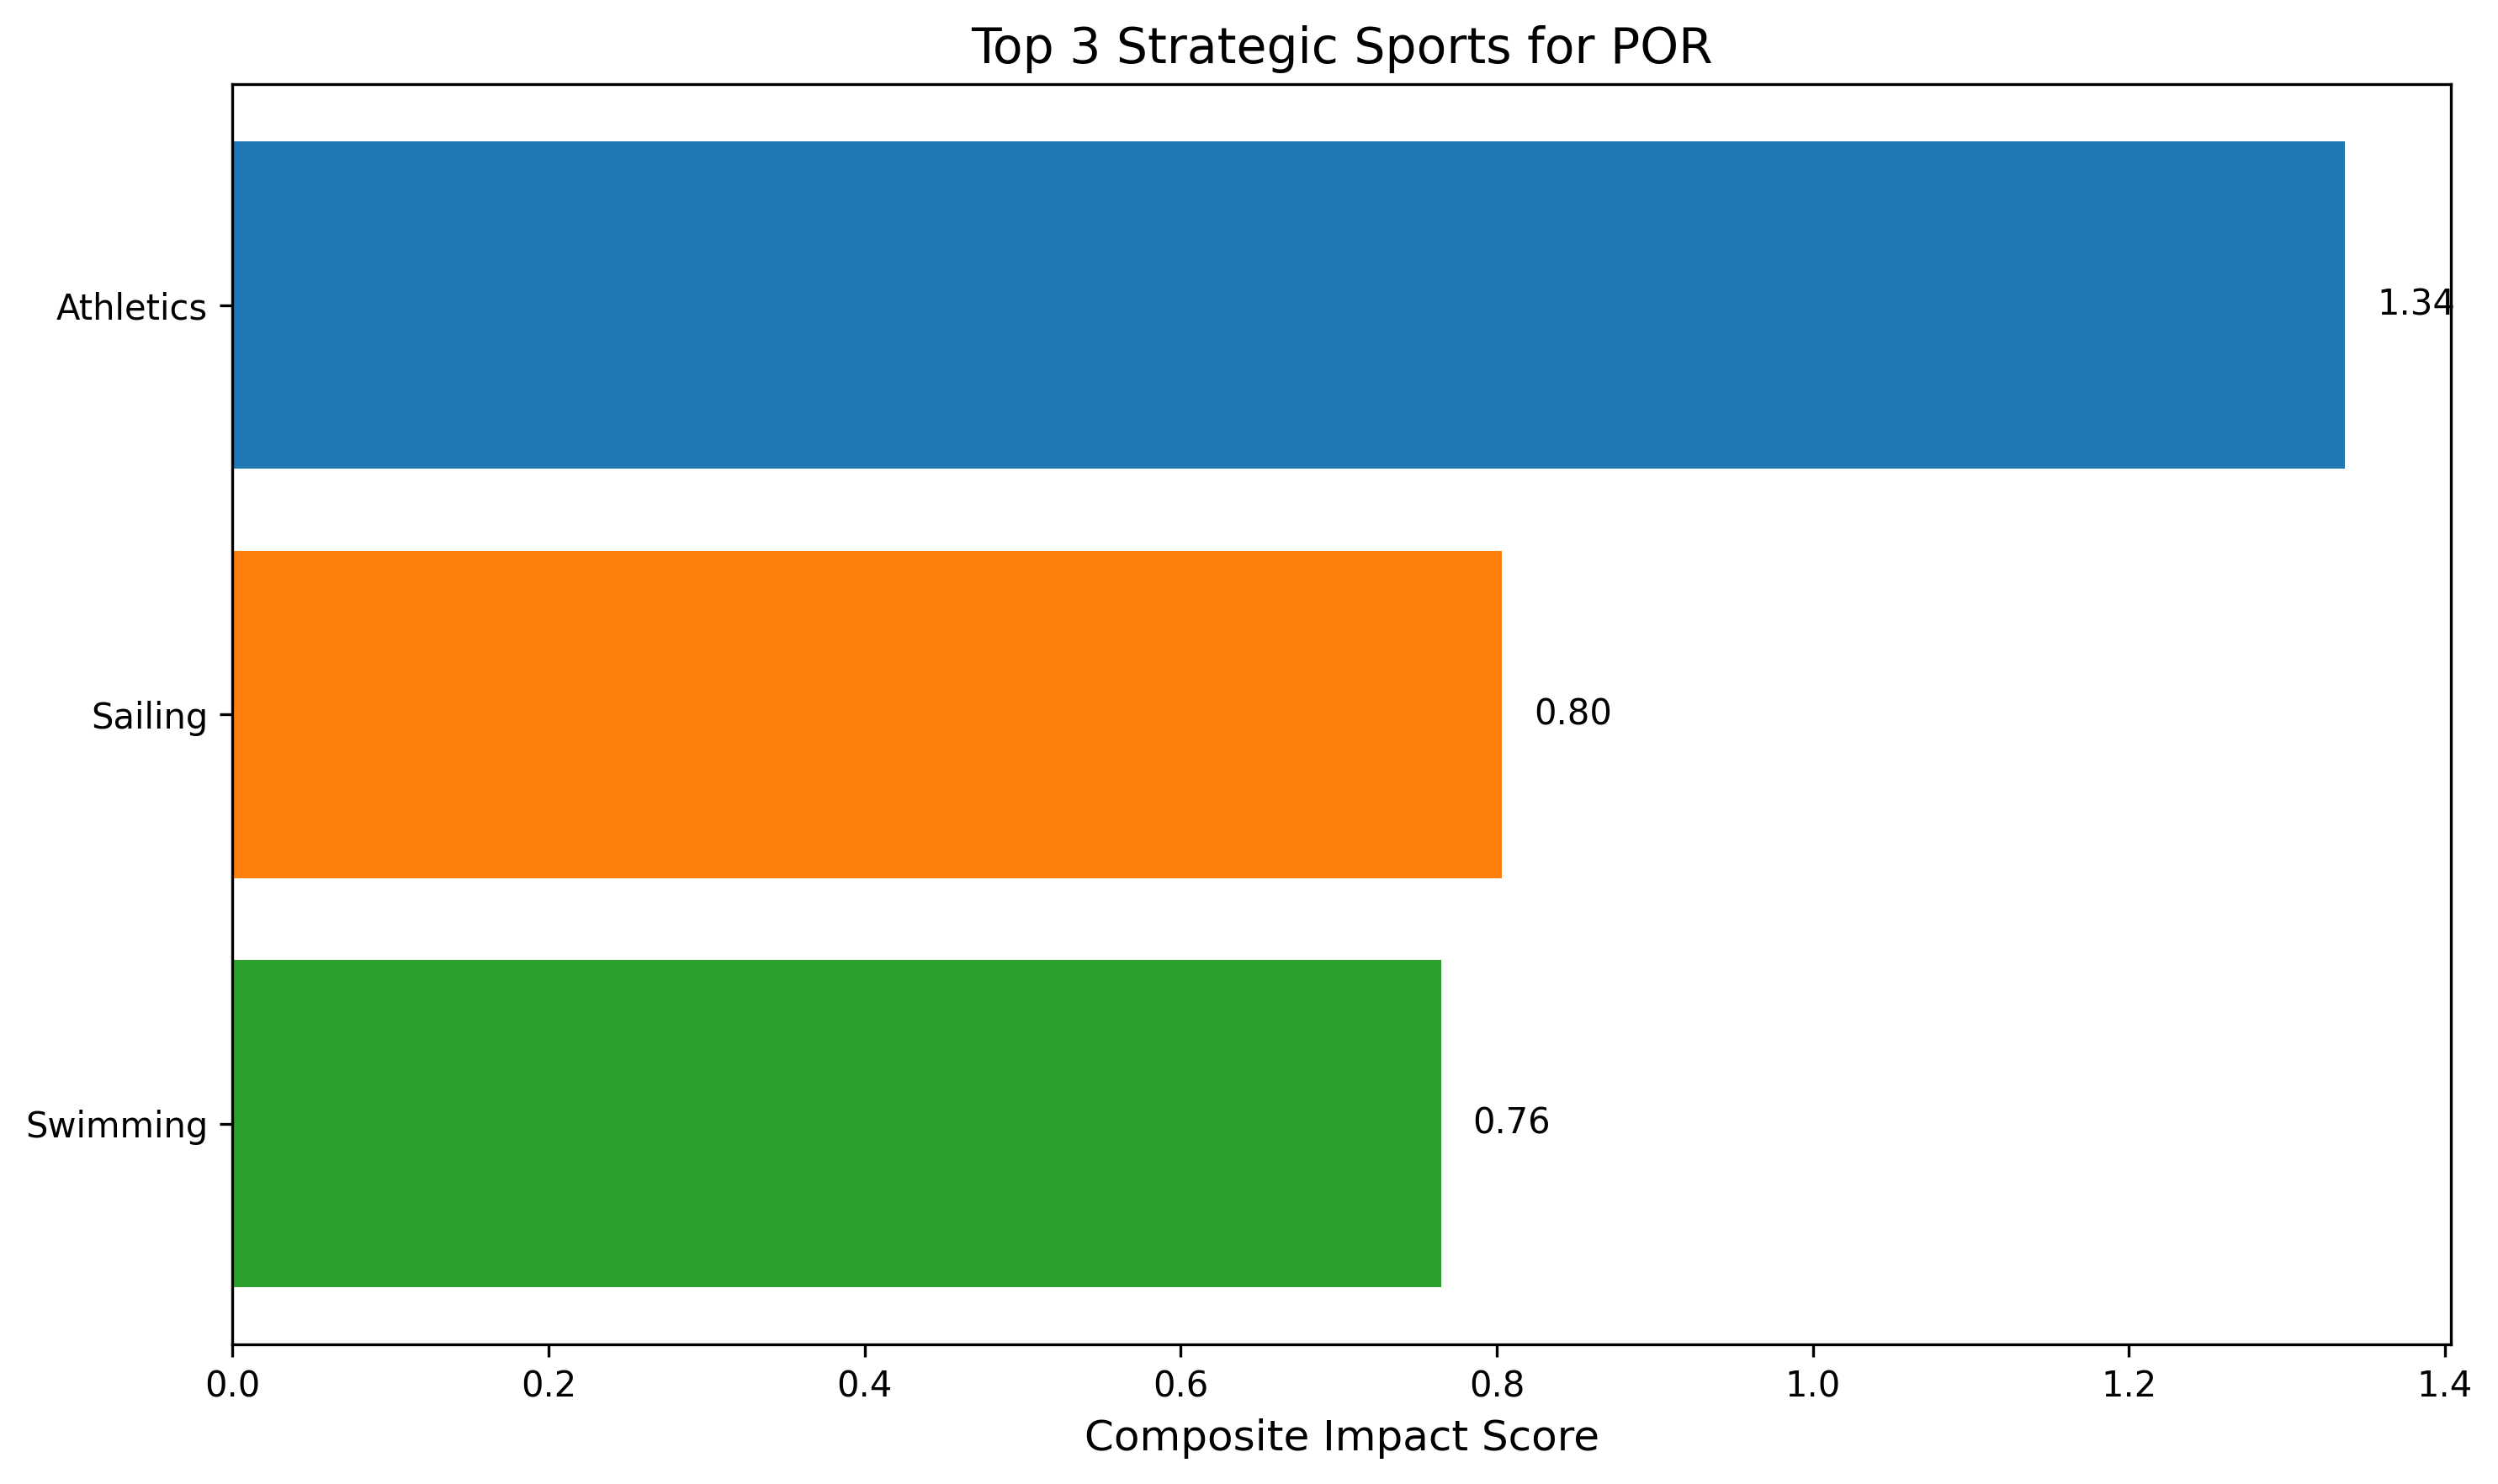 Top 3 Strategic Sports for POR
Athletics
1.34
Sailing
0.80
Swimming
0.76
0.0 0.2 0.4 0.6 0.8 1.0 1.2 1.4
Composite Impact Score